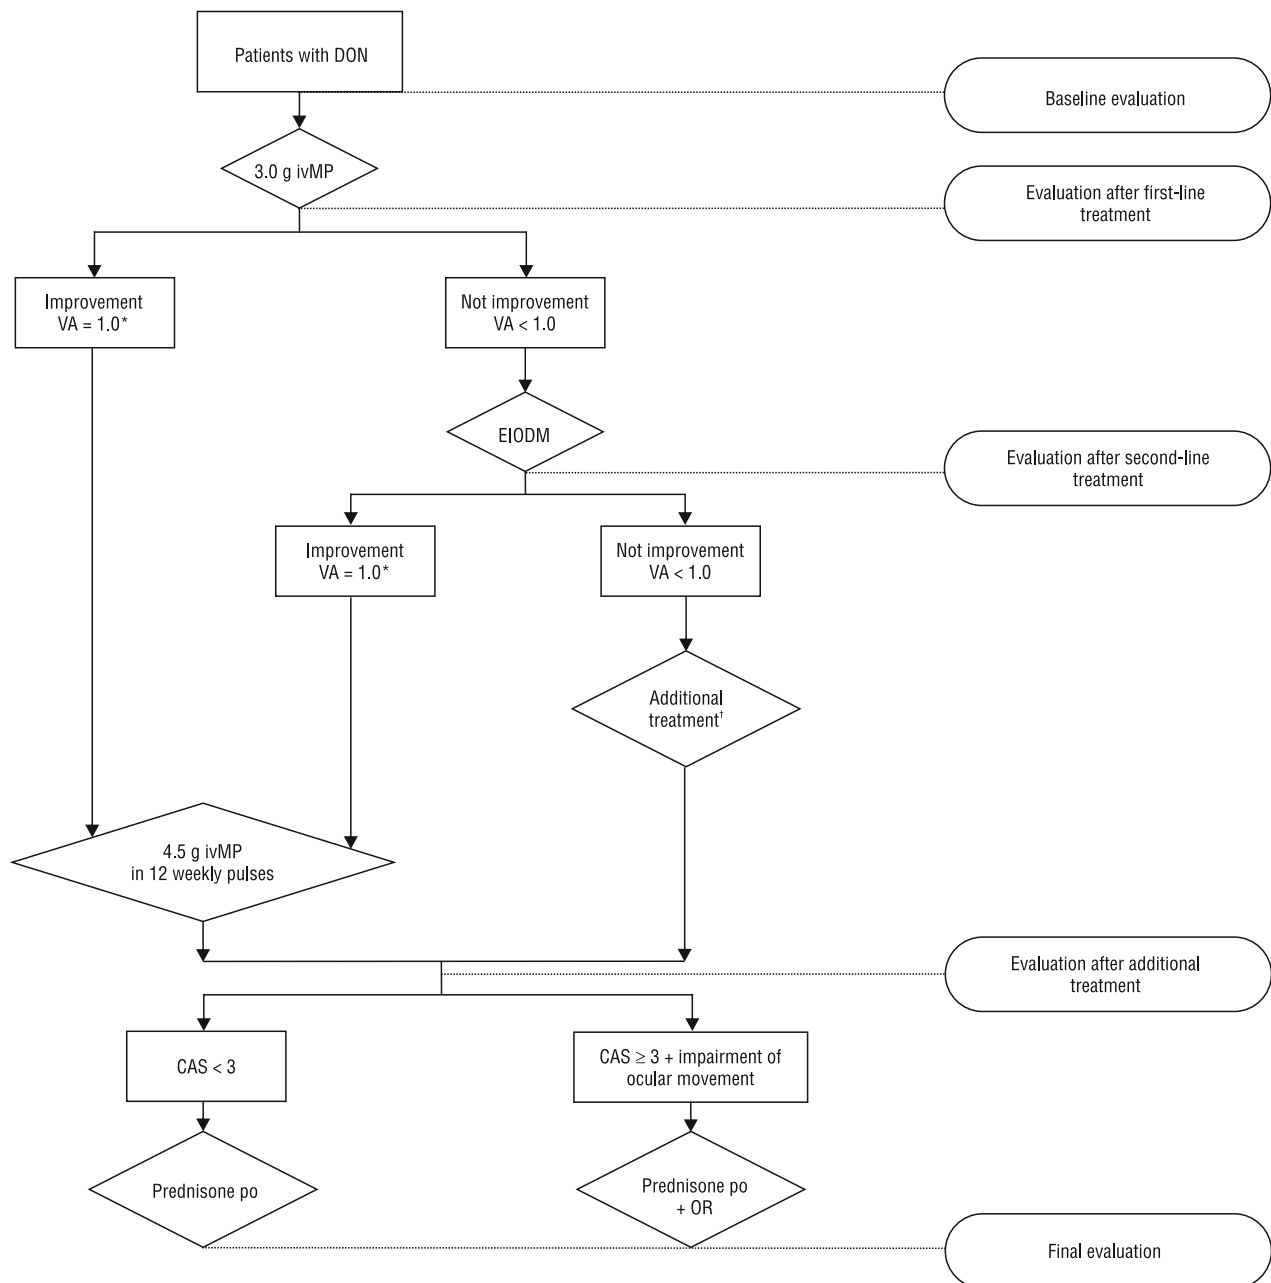 Patients with DON
Baseline evaluation
3.0 g ivMP
Evaluation after first-line
treatment
Improvement
VA = 1.0*
Not improvement
VA < 1.0
EIODM
Evaluation after second-line
treatment
Improvement
VA = 1.0*
Not improvement
VA < 1.0
Additional
treatment†
4.5 g ivMP
in 12 weekly pulses
Evaluation after additional
treatment
CAS < 3
CAS ≥ 3 + impairment of
ocular movement
Prednisone po
Prednisone po
+ OR
Final evaluation